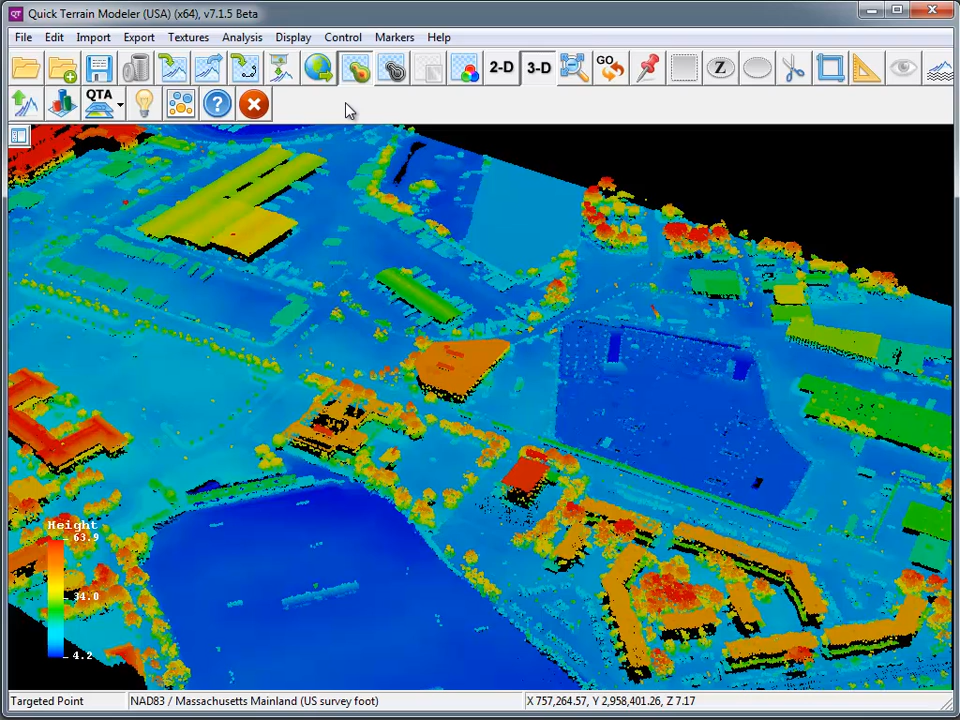 QT Quick Terrain Modeler (USA) (x64), v7.1.5 Beta
File Edit Import Export Textures Analysis Display Control Markers Help
2-D 3-D GO Z
QTA ?
Height
63.9
34.0
4.2
Targeted Point NAD83 / Massachusetts Mainland (US survey foot) X 757,264.57, Y 2,958,401.26, Z 7.17